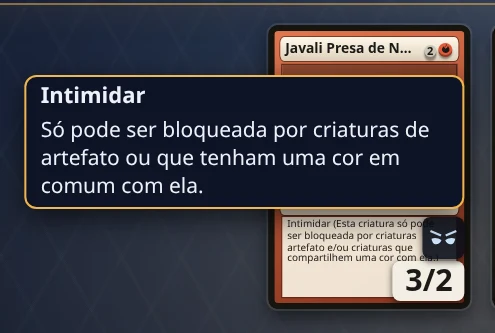 Javali Presa de N... 2
Intimidar
Só pode ser bloqueada por criaturas de
artefato ou que tenham uma cor em
comum com ela.
Intimidar (Esta criatura só pode
ser bloqueada por criaturas
artefato e/ou criaturas que
compartilhem uma cor com ela.)
3/2